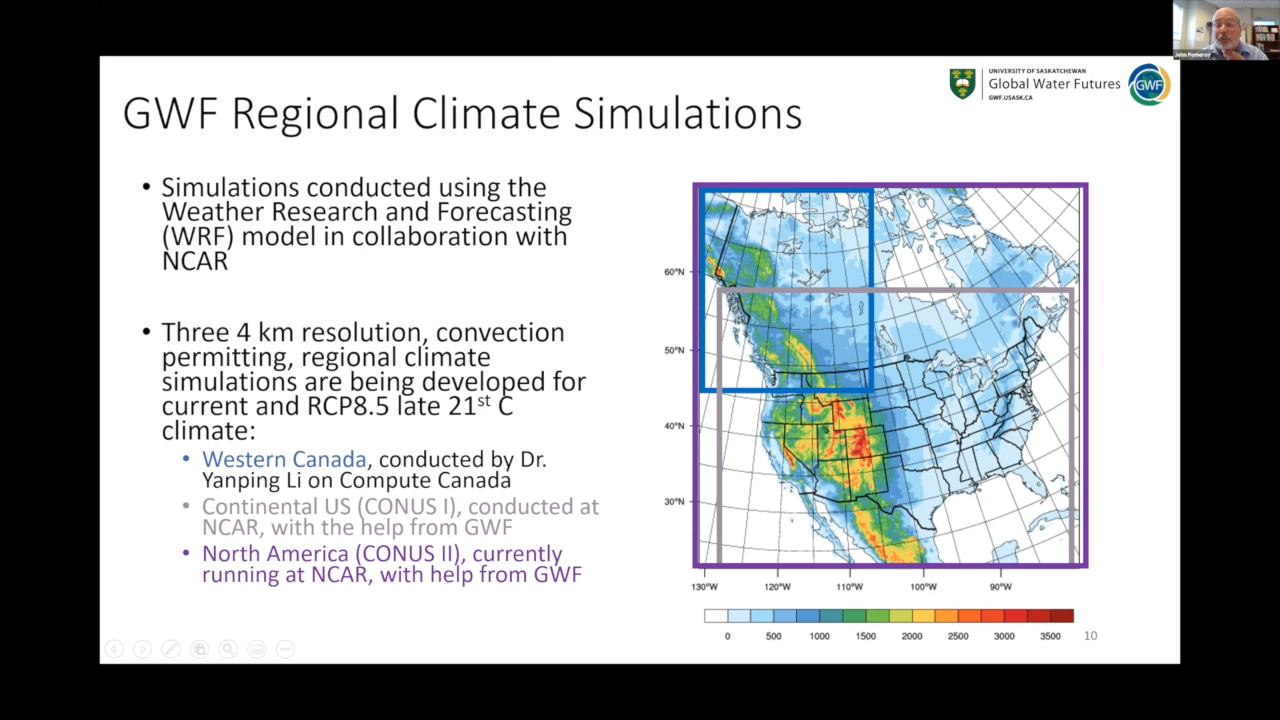 John Pomeroy
UNIVERSITY OF SASKATCHEWAN
Global Water Futures
GWF.USASK.CA
GWF
GWF Regional Climate Simulations
• Simulations conducted using the
Weather Research and Forecasting
(WRF) model in collaboration with
NCAR
• Three 4 km resolution, convection
permitting, regional climate
simulations are being developed for
current and RCP8.5 late 21st C
climate:
• Western Canada, conducted by Dr.
Yanping Li on Compute Canada
• Continental US (CONUS I), conducted at
NCAR, with the help from GWF
• North America (CONUS II), currently
running at NCAR, with help from GWF
60°N
50°N
40°N
30°N
130°W 120°W 110°W 100°W 90°W
0 500 1000 1500 2000 2500 3000 3500
10